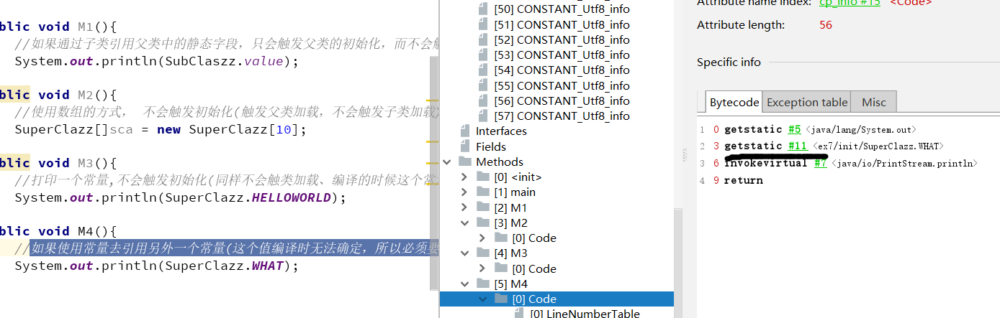 blic void M1(){
//如果通过子类引用父类中的静态字段，只会触发父类的初始化，而不会触
System.out.println(SubClaszz.value);
blic void M2(){
//使用数组的方式， 不会触发初始化(触发父类加载，不会触发子类加载)
SuperClazz[]sca = new SuperClazz[10];
blic void M3(){
//打印一个常量,不会触发初始化(同样不会触类加载、编译的时候这个常
System.out.println(SuperClazz.HELLOWORLD);
blic void M4(){
//如果使用常量去引用另外一个常量(这个值编译时无法确定，所以必须要
System.out.println(SuperClazz.WHAT);
[50] CONSTANT_Utf8_info
[51] CONSTANT_Utf8_info
[52] CONSTANT_Utf8_info
[53] CONSTANT_Utf8_info
[54] CONSTANT_Utf8_info
[55] CONSTANT_Utf8_info
[56] CONSTANT_Utf8_info
[57] CONSTANT_Utf8_info
Interfaces
Fields
Methods
[0] <init>
[1] main
[2] M1
[3] M2
[0] Code
[4] M3
[0] Code
[5] M4
[0] Code
[0] LineNumberTable
Attribute name index: cp_info #15 <Code>
Attribute length: 56
Specific info
Bytecode Exception table Misc
1 0 getstatic #5 <java/lang/System.out>
2 3 getstatic #11 <ex7/init/SuperClazz.WHAT>
3 6 invokevirtual #7 <java/io/PrintStream.println>
4 9 return